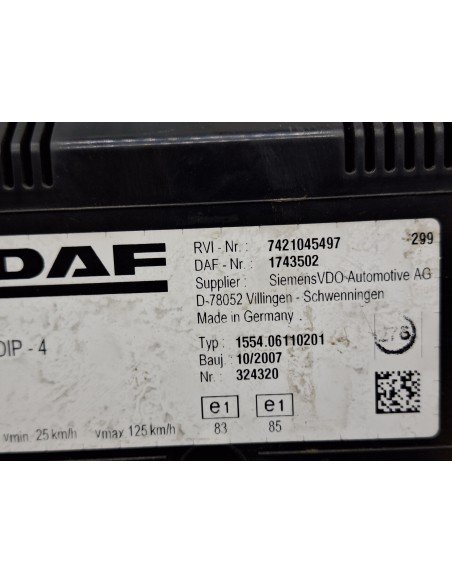 DAF
RVI - Nr. : 7421045497 299
DAF - Nr. : 1743502
Supplier : SiemensVDO Automotive AG
D-78052 Villingen - Schwenningen
Made in Germany .
DIP - 4
Typ : 1554.06110201
Bauj. : 10/2007
Nr. : 324320
e1 e1
83 85
vmin 25 km/h vmax 125 km/h